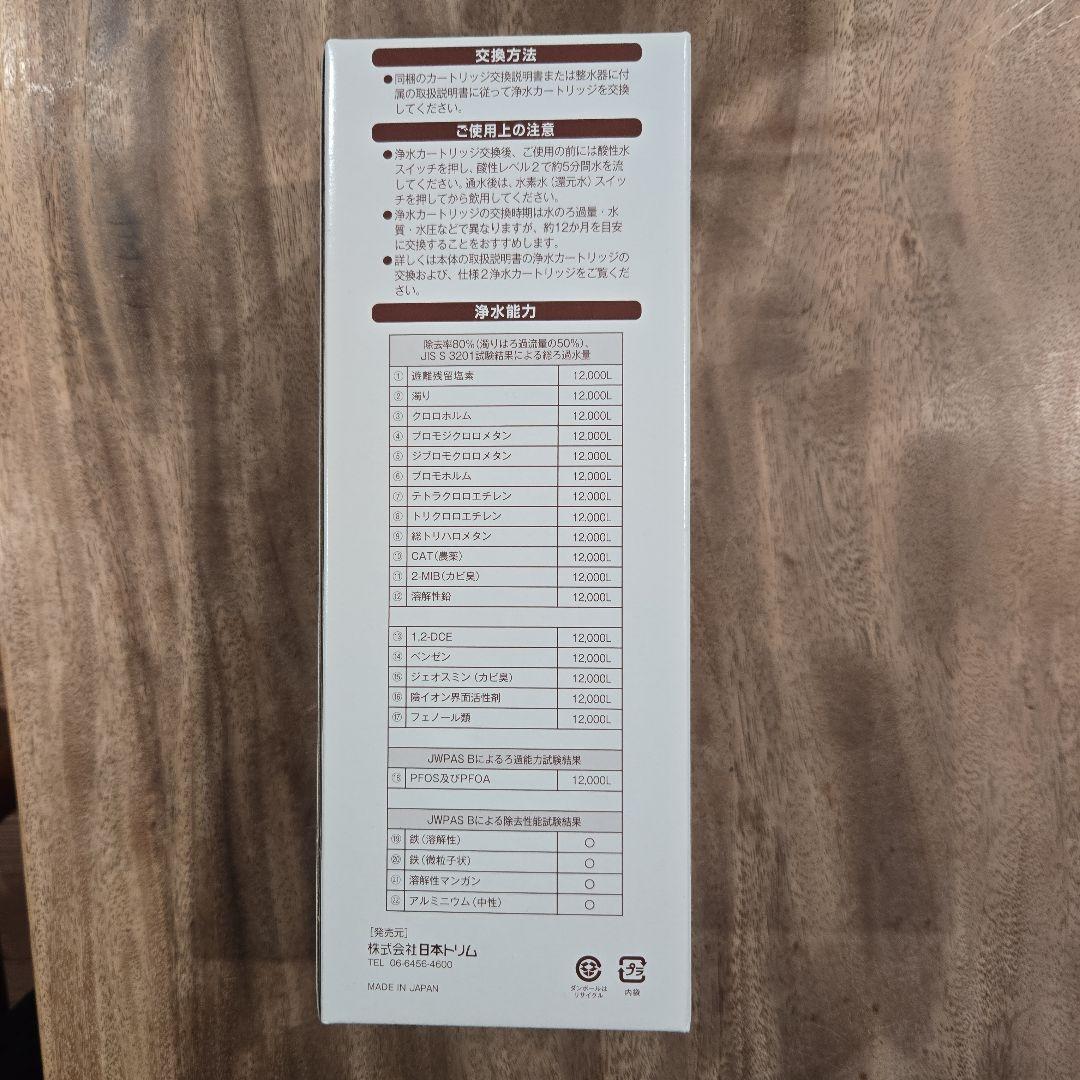 交換方法
●同梱のカートリッジ交換説明書または整水器に付
属の取扱説明書に従って浄水カートリッジを交換
してください。
ご使用上の注意
●浄水カートリッジ交換後、ご使用の前には酸性水
スイッチを押し、酸性レベル2で約5分間水を流
してください。通水後は、水素水(還元水)スイッ
チを押してから飲用してください。
●浄水カートリッジの交換時期は水のろ過量・水
質・水圧などで異なりますが、約12か月を目安
に交換することをおすすめします。
●詳しくは本体の取扱説明書の浄水カートリッジの
交換および、仕様2浄水カートリッジをご覧くだ
さい。
浄水能力
除去率80%(濁りはろ過流量の50%)、
JIS S 3201試験結果による総ろ過水量
① 遊離残留塩素 12,000L
② 濁り 12,000L
③ クロロホルム 12,000L
④ ブロモジクロロメタン 12,000L
⑤ ジブロモクロロメタン 12,000L
⑥ ブロモホルム 12,000L
⑦ テトラクロロエチレン 12,000L
⑧ トリクロロエチレン 12,000L
⑨ 総トリハロメタン 12,000L
⑩ CAT(農薬) 12,000L
⑪ 2-MIB(カビ臭) 12,000L
⑫ 溶解性鉛 12,000L
⑬ 1,2-DCE 12,000L
⑭ ベンゼン 12,000L
⑮ ジェオスミン(カビ臭) 12,000L
⑯ 陰イオン界面活性剤 12,000L
⑰ フェノール類 12,000L
JWPAS Bによるろ過能力試験結果
⑱ PFOS及びPFOA 12,000L
JWPAS Bによる除去性能試験結果
⑲ 鉄(溶解性) ○
⑳ 鉄(微粒子状) ○
㉑ 溶解性マンガン ○
㉒ アルミニウム(中性) ○
[発売元]
株式会社日本トリム
TEL 06-6456-4600
MADE IN JAPAN
ダンボールは
リサイクル
プラ
内袋